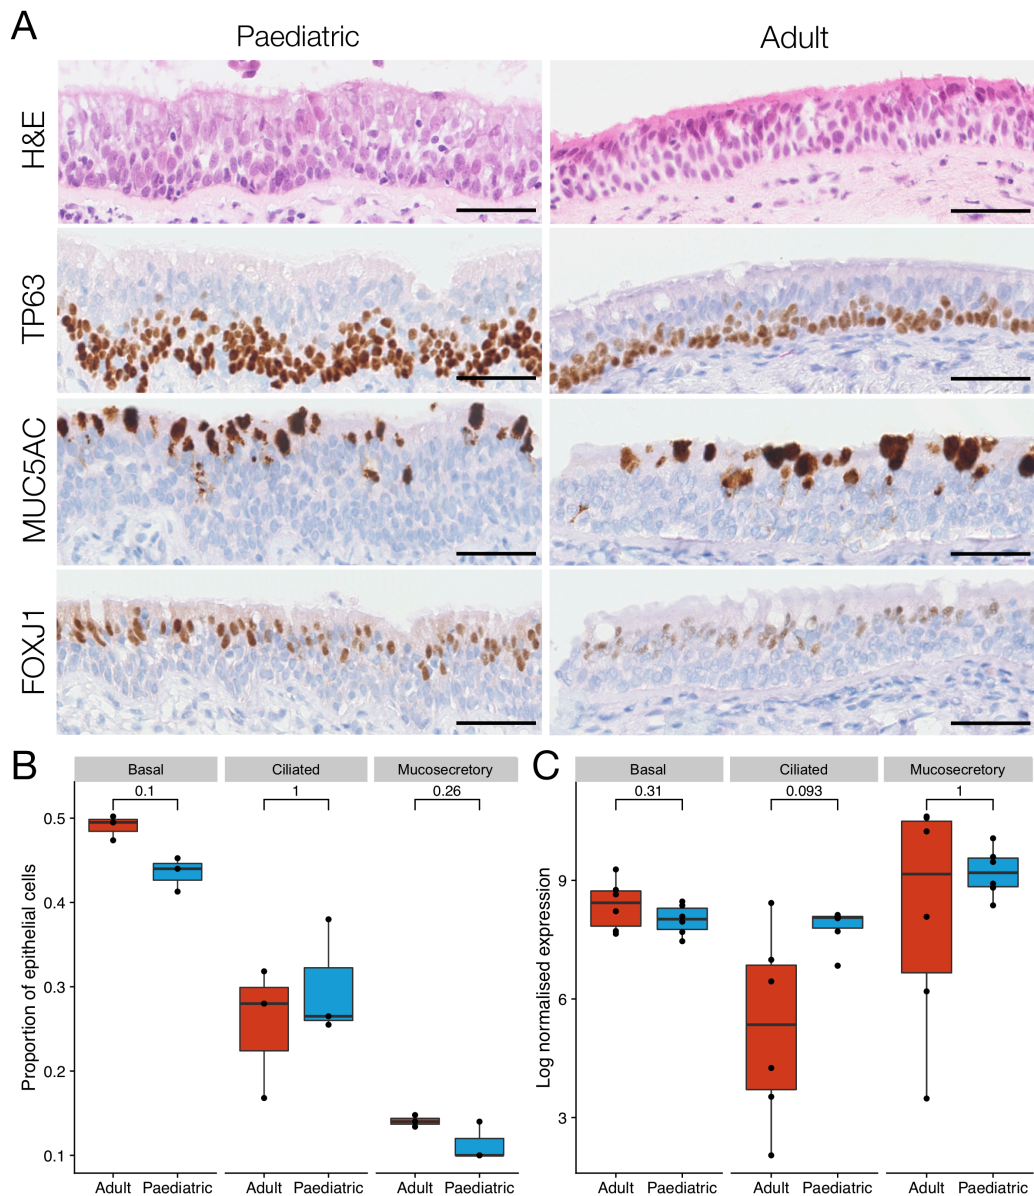 A
Paediatric
Adult
H&E
TP63
MUC5AC
FOXJ1
B
Basal
Ciliated
Mucosecretory
0.1
1
0.26
0.5
0.4
0.3
0.2
0.1
Proportion of epithelial cells
Adult Paediatric
Adult Paediatric
Adult Paediatric
C
Basal
Ciliated
Mucosecretory
0.31
0.093
1
9
6
3
Log normalised expression
Adult Paediatric
Adult Paediatric
Adult Paediatric